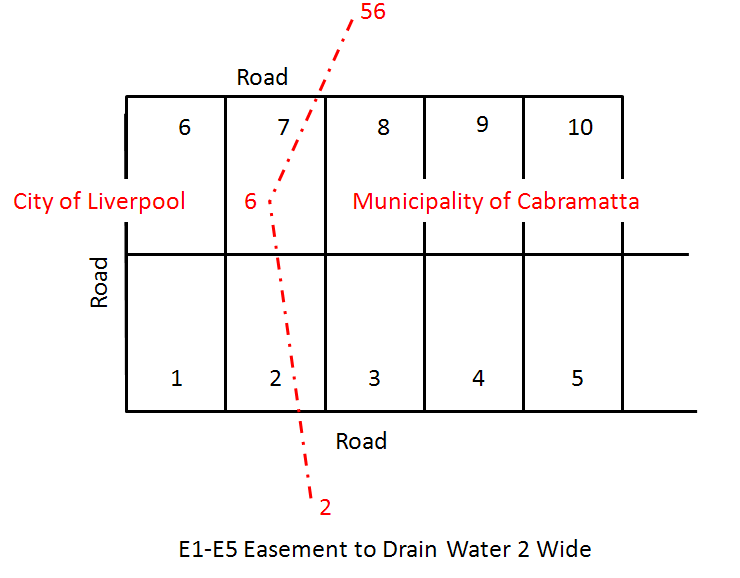 56
Road
6 7 8 9 10
City of Liverpool 6 Municipality of Cabramatta
Road
1 2 3 4 5
Road
2
E1-E5 Easement to Drain Water 2 Wide